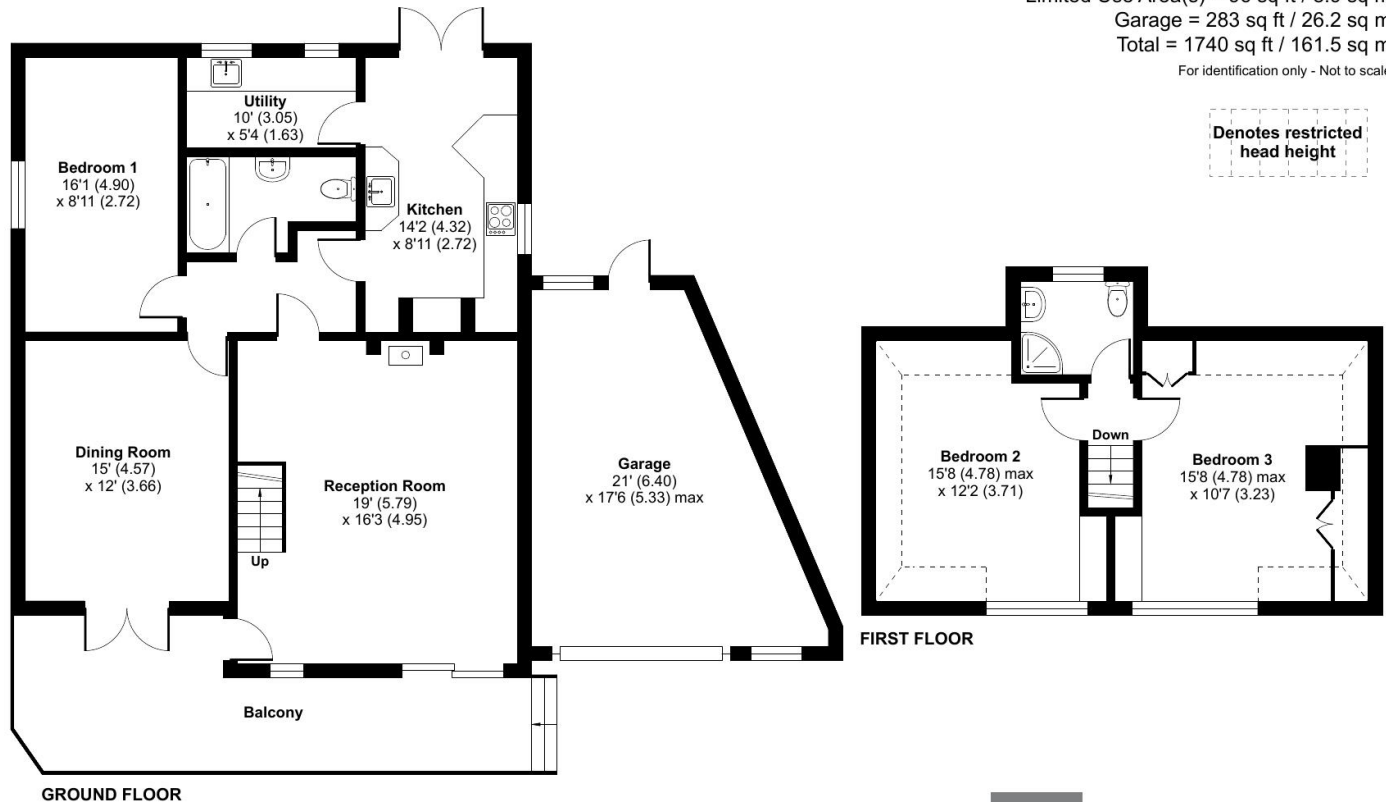 Garage = 283 sq ft / 26.2 sq m
Total = 1740 sq ft / 161.5 sq m
For identification only - Not to scale
Denotes restricted
head height
Utility
10' (3.05)
x 5'4 (1.63)
Bedroom 1
16'1 (4.90)
x 8'11 (2.72)
Kitchen
14'2 (4.32)
x 8'11 (2.72)
Dining Room
15' (4.57)
x 12' (3.66)
Reception Room
19' (5.79)
x 16'3 (4.95)
Up
Garage
21' (6.40)
x 17'6 (5.33) max
Balcony
GROUND FLOOR
Down
Bedroom 2
15'8 (4.78) max
x 12'2 (3.71)
Bedroom 3
15'8 (4.78) max
x 10'7 (3.23)
FIRST FLOOR